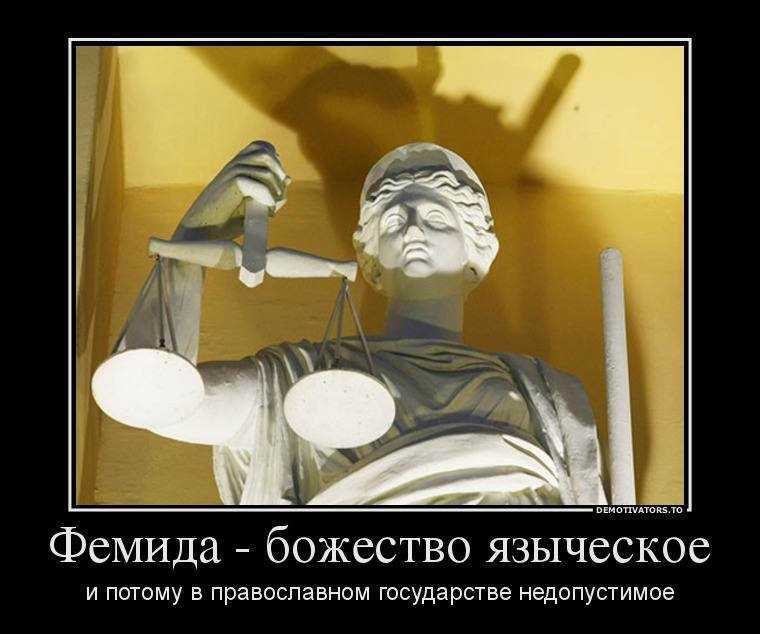 DEMOTIVATORS.TO
Фемида - божество языческое
и потому в православном государстве недопустимое